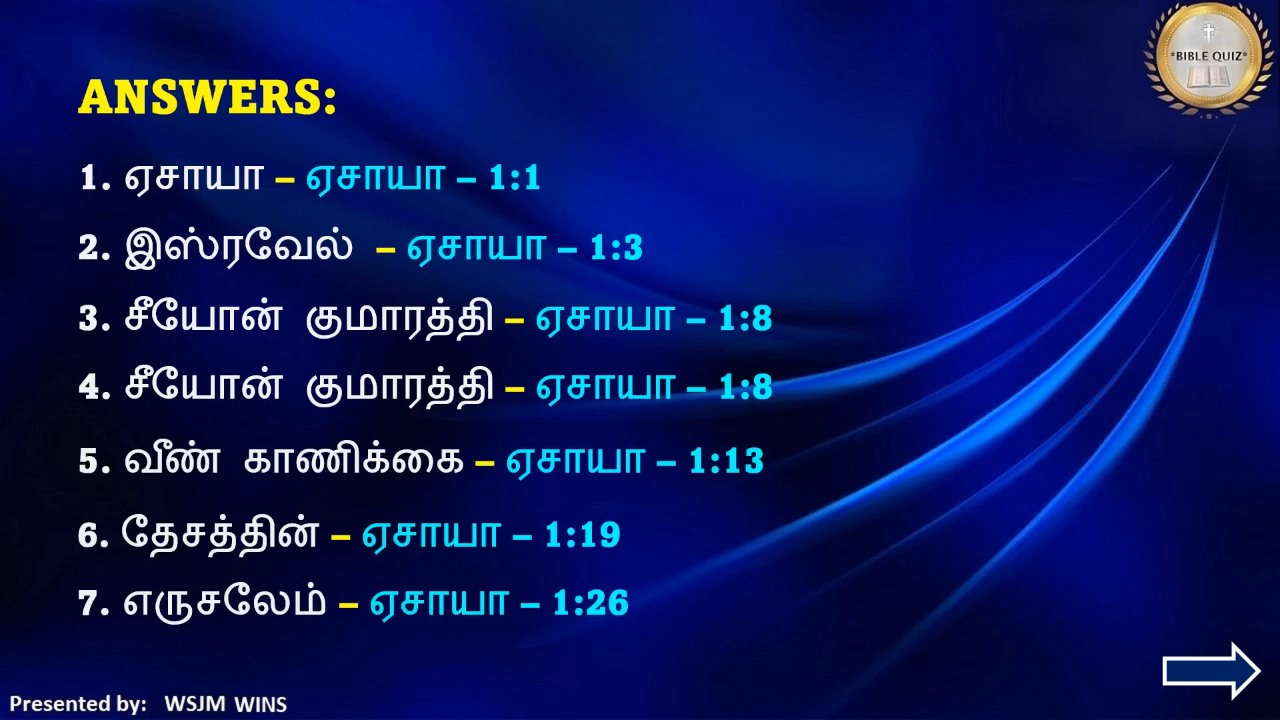 *BIBLE QUIZ*
ANSWERS:
1. ஏசாயா – ஏசாயா – 1:1
2. இஸ்ரவேல் – ஏசாயா – 1:3
3. சீயோன் குமாரத்தி – ஏசாயா – 1:8
4. சீயோன் குமாரத்தி – ஏசாயா – 1:8
5. வீண் காணிக்கை – ஏசாயா – 1:13
6. தேசத்தின் – ஏசாயா – 1:19
7. எருசலேம் – ஏசாயா – 1:26
Presented by: WSJM WINS